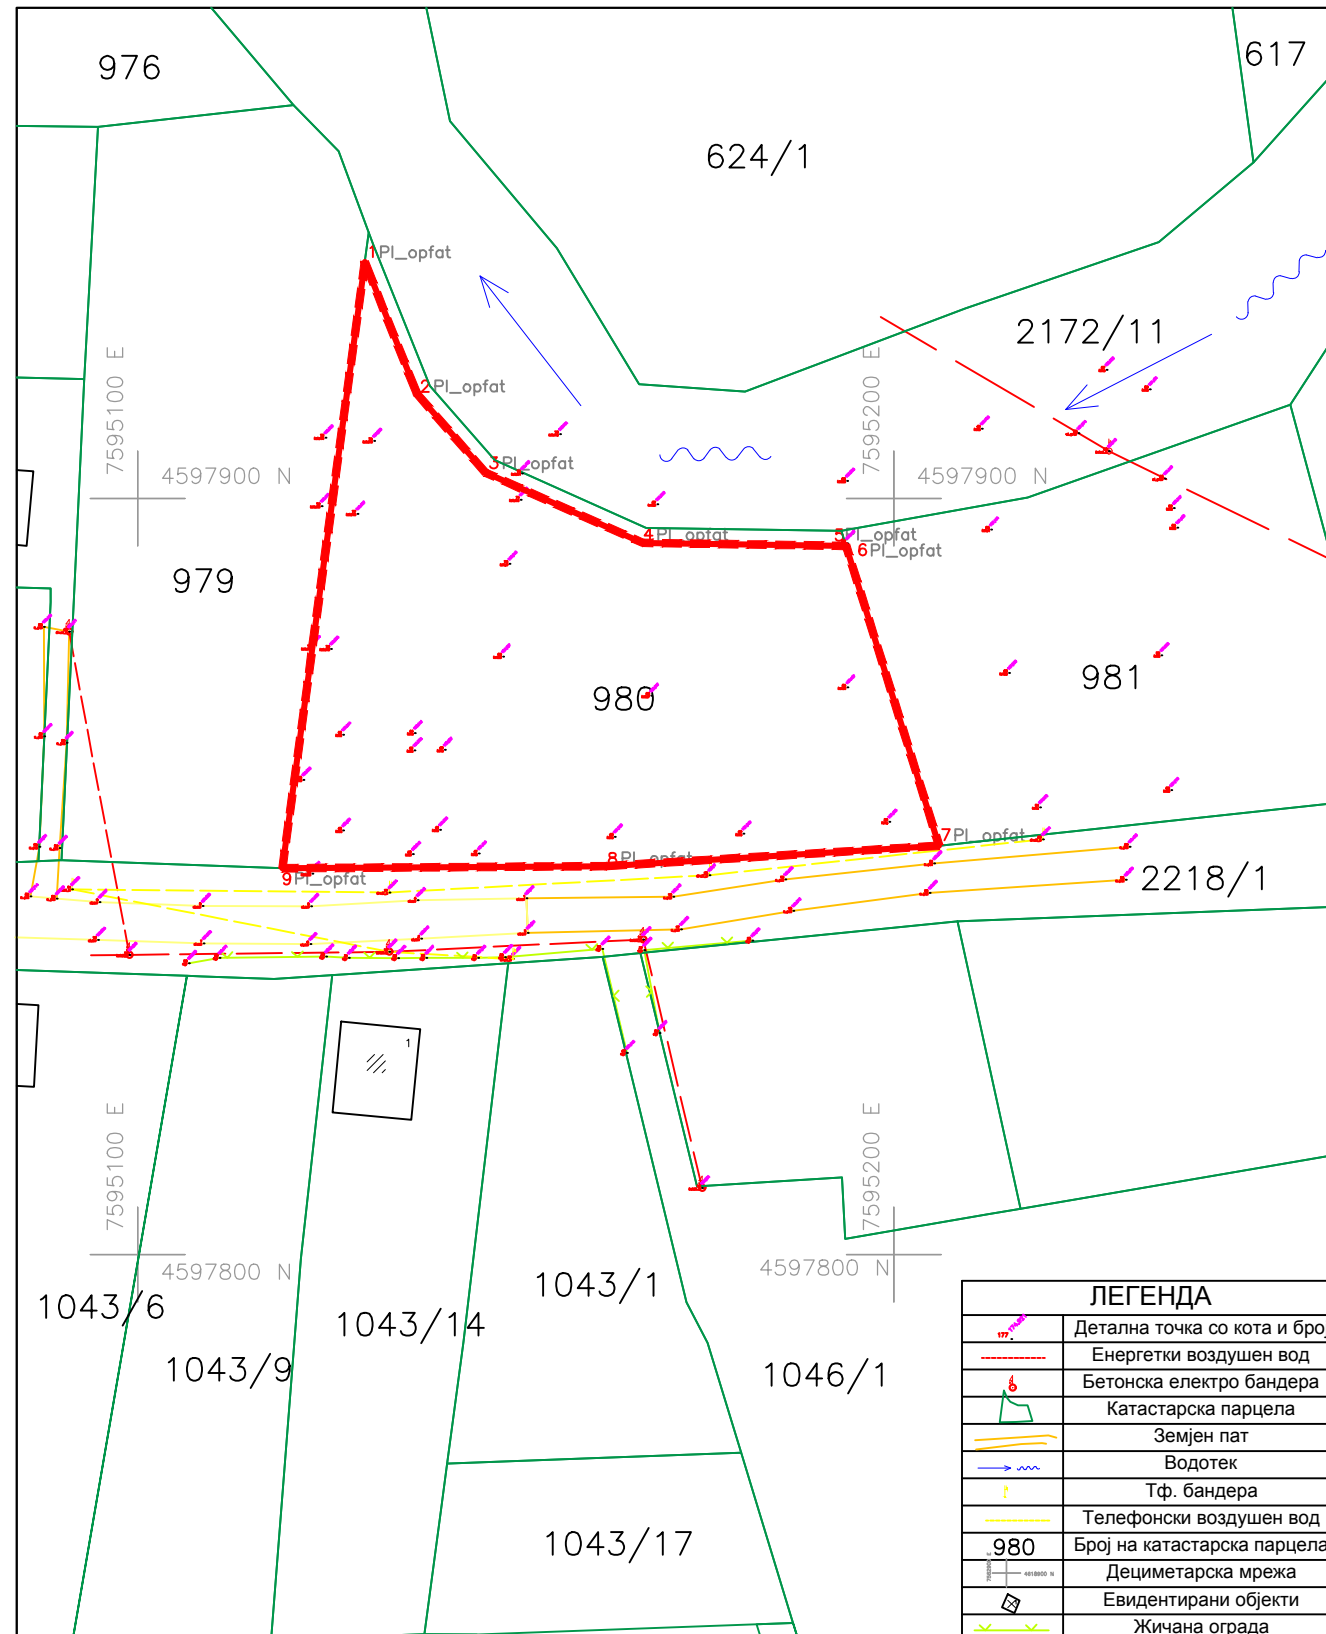 976
617
624/1
1PI_opfat
2172/11
7595100 E
7595200 E
2PI_opfat
3PI_opfat
4597900 N
4597900 N
4PI_opfat
5PI_opfat
6PI_opfat
979
980
981
7PI_opfat
8PI_opfat
9PI_opfat
2218/1
1
7595100 E
7595200 E
4597800 N
4597800 N
1043/6
1043/1
1043/14
1043/9
1046/1
1043/17
ЛЕГЕНДА
177 Детална точка со кота и број
Енергетки воздушен вод
Бетонска електро бандера
Катастарска парцела
Земјен пат
Водотек
Тф. бандера
Телефонски воздушен вод
980 Број на катастарска парцела
Дециметарска мрежа
Евидентирани објекти
Жичана ограда